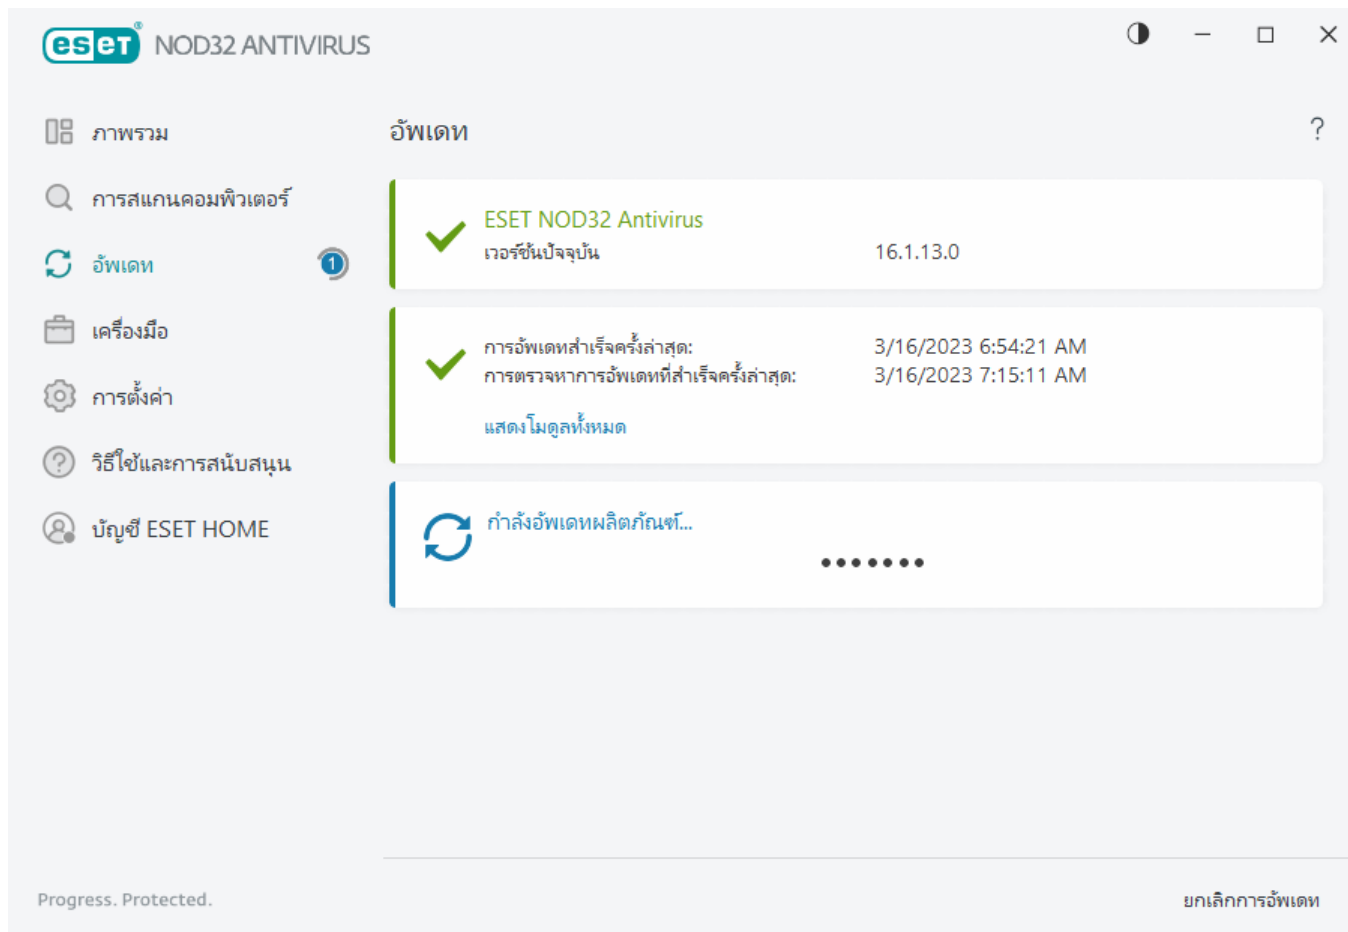 eset® NOD32 ANTIVIRUS
ภาพรวม
การสแกนคอมพิวเตอร์
อัพเดท 1
เครื่องมือ
การตั้งค่า
วิธีใช้และการสนับสนุน
บัญชี ESET HOME
อัพเดท ?
ESET NOD32 Antivirus
เวอร์ชันปัจจุบัน 16.1.13.0
การอัพเดทสำเร็จครั้งล่าสุด: 3/16/2023 6:54:21 AM
การตรวจหาการอัพเดทที่สำเร็จครั้งล่าสุด: 3/16/2023 7:15:11 AM
แสดงโมดูลทั้งหมด
กำลังอัพเดทผลิตภัณฑ์...
Progress. Protected.
ยกเลิกการอัพเดท